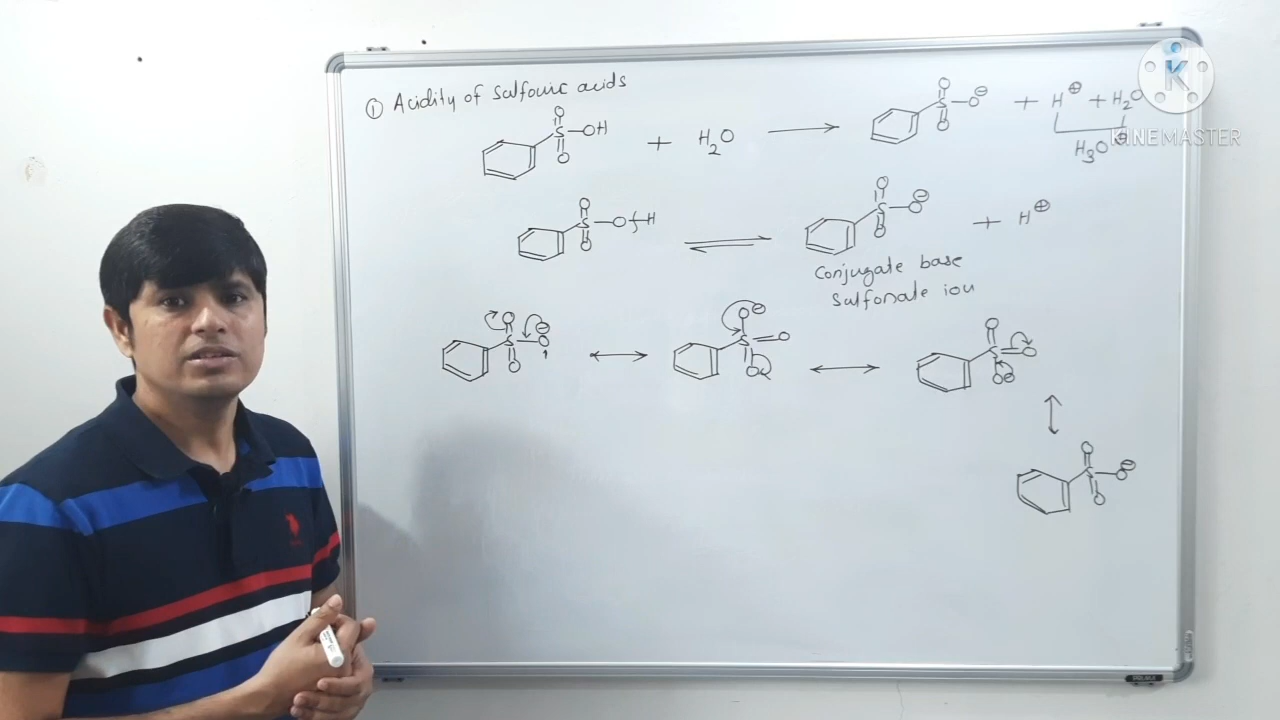 ① Acidity of sulfonic acids
O
S
OH
O
+ H₂O
→
O
S
O⊖
O
+ H⊕ + H₂O
H₃O⊕
KINEMASTER
O
S
O
H
O
⇌
O
S
O⊖
O
+ H⊕
Conjugate base
Sulfonate ion
O
S
O⊖
O
↔
O⊖
S
O
O
↔
O
S
O
O⊖
↕
O
S
O⊖
O